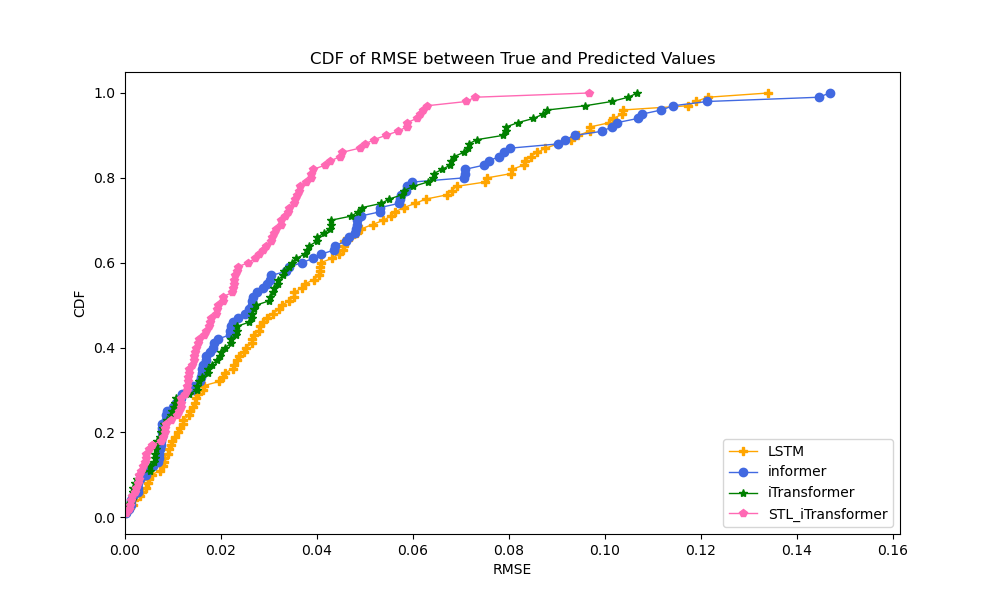 CDF of RMSE between True and Predicted Values
1.0
0.8
0.6
0.4
0.2
0.0
CDF
0.00 0.02 0.04 0.06 0.08 0.10 0.12 0.14 0.16
RMSE
LSTM
informer
iTransformer
STL_iTransformer